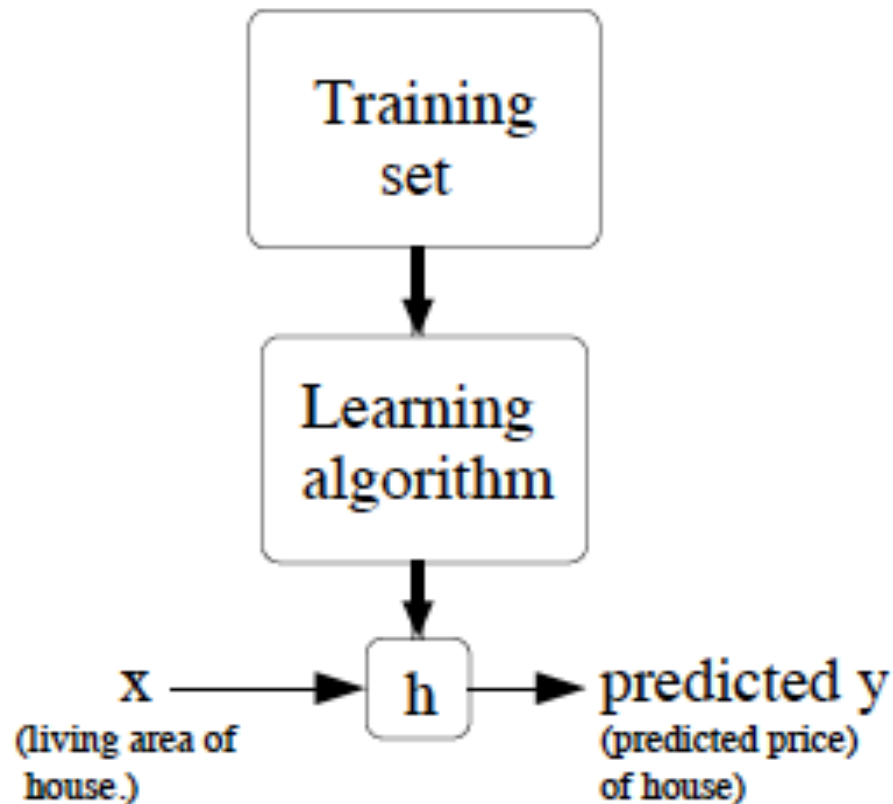 Training
set
Learning
algorithm
x
(living area of
house.)
h
predicted y
(predicted price)
of house)